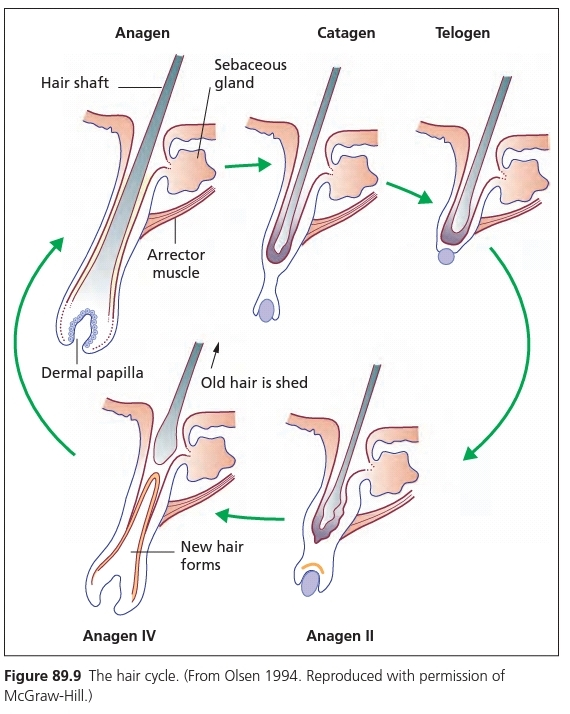 Anagen
Catagen
Telogen
Hair shaft
Sebaceous
gland
Arrector
muscle
Dermal papilla
Old hair is shed
New hair
forms
Anagen IV
Anagen II
Figure 89.9 The hair cycle. (From Olsen 1994. Reproduced with permission of
McGraw-Hill.)